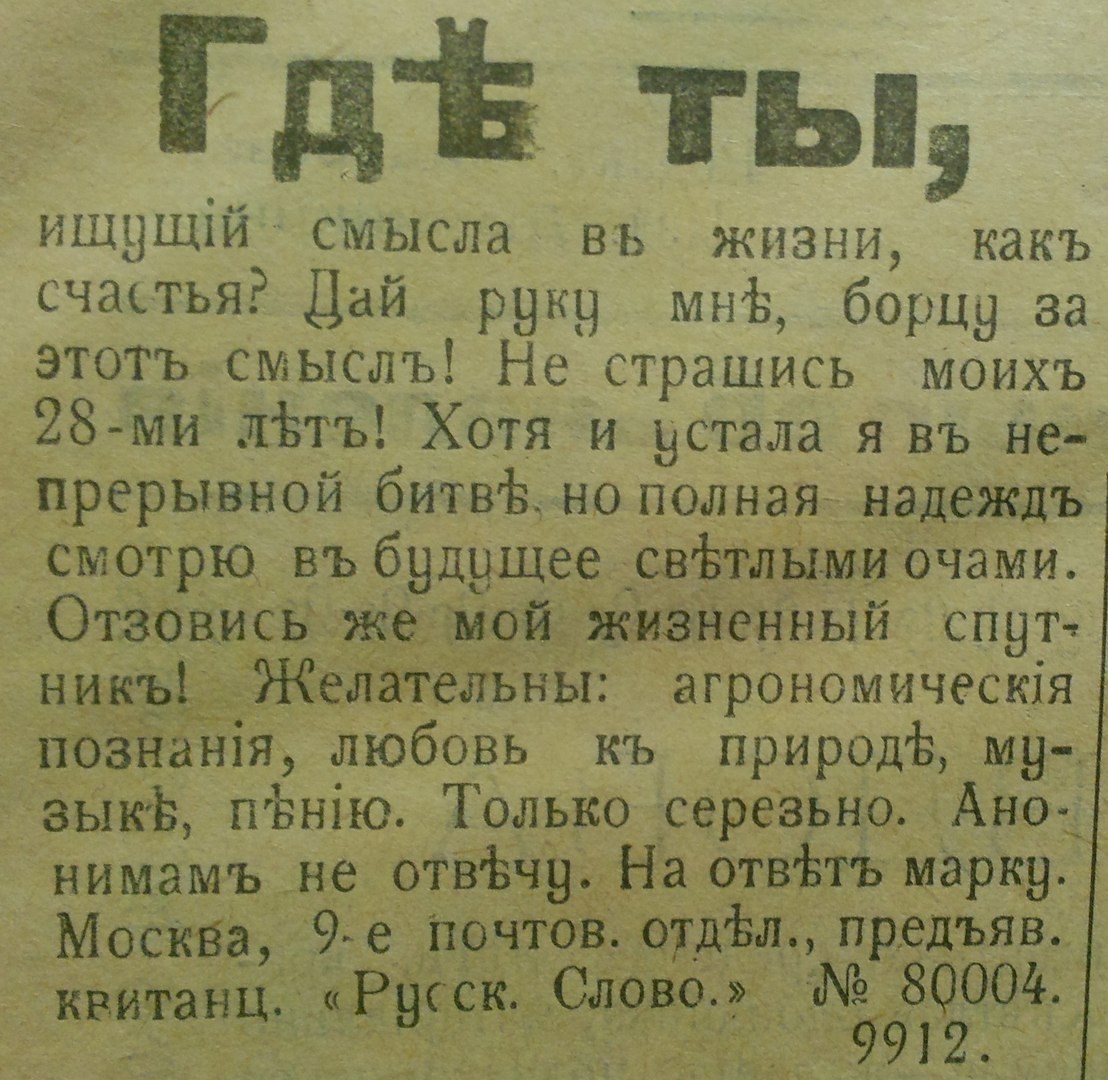 Гдѣ ты,
ищущій смысла въ жизни, какъ
счастья? Дай руку мнѣ, борцу за
этотъ смыслъ! Не страшись моихъ
28-ми лѣтъ! Хотя и устала я въ не-
прерывной битвѣ, но полная надеждъ
смотрю въ будущее свѣтлыми очами.
Отзовись же мой жизненный спут-
никъ! Желательны: агрономическія
познанія, любовь къ природѣ, му-
зыкѣ, пѣнію. Только серезьно. Ано-
нимамъ не отвѣчу. На отвѣтъ марку.
Москва, 9-е почтов. отдѣл., предъяв.
квитанц. «Русск. Слово.» № 80004.
9912.